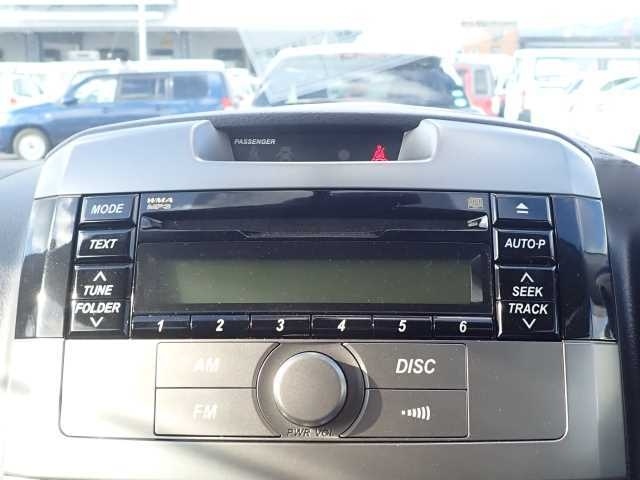 PASSENGER
MODE
WMA
MP3
TEXT
AUTO-P
TUNE
FOLDER
SEEK
TRACK
1 2 3 4 5 6
AM
DISC
FM
PWR VOL